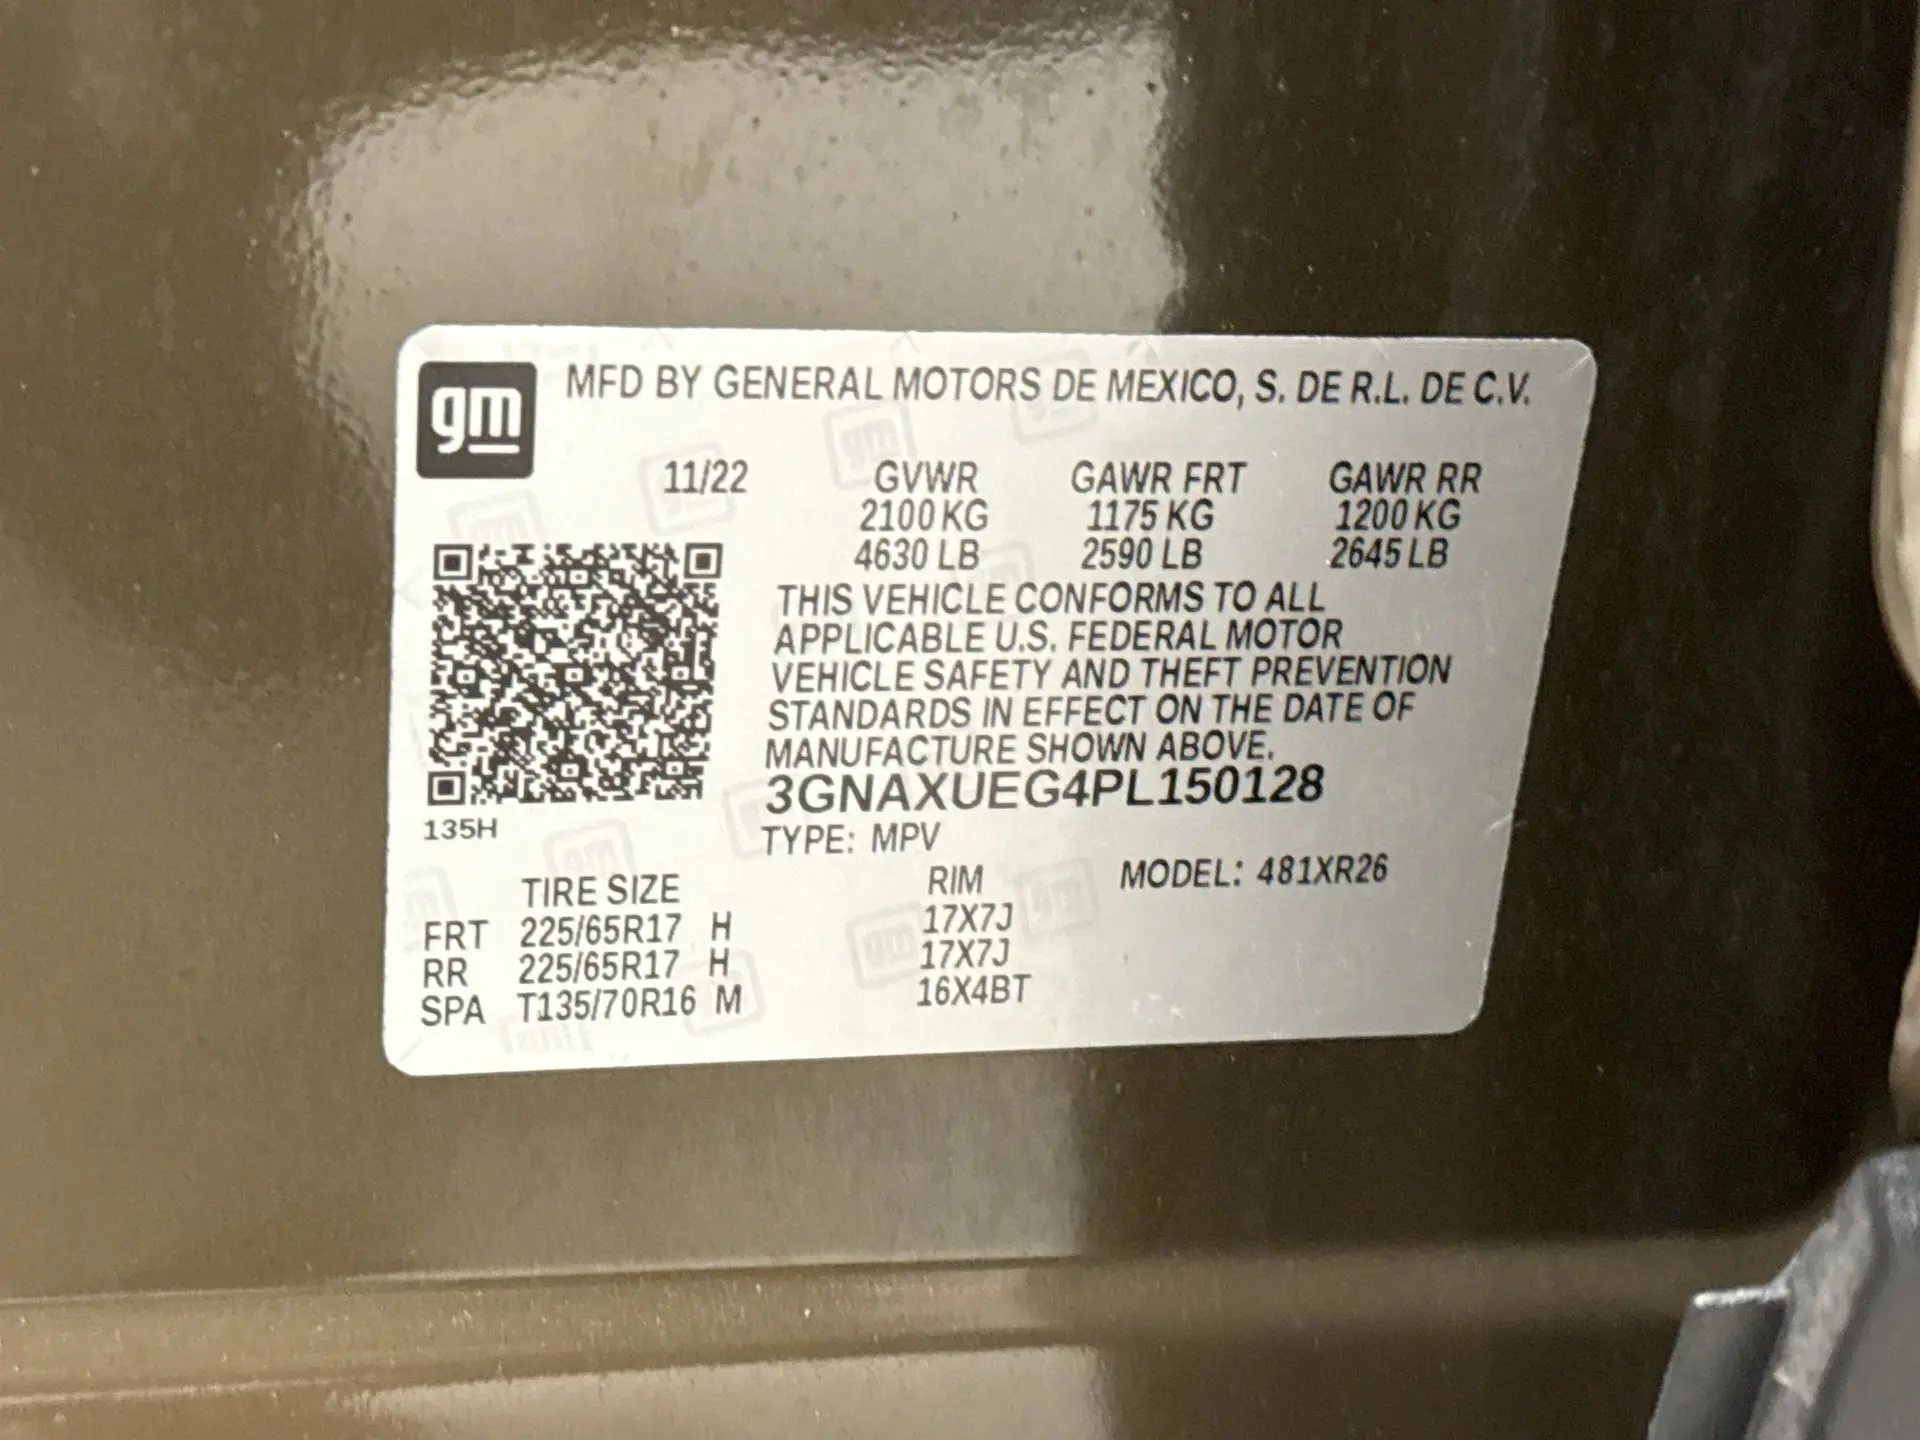 gm
MFD BY GENERAL MOTORS DE MEXICO, S. DE R.L. DE C.V.
11/22 GVWR GAWR FRT GAWR RR
2100 KG 1175 KG 1200 KG
4630 LB 2590 LB 2645 LB
THIS VEHICLE CONFORMS TO ALL
APPLICABLE U.S. FEDERAL MOTOR
VEHICLE SAFETY AND THEFT PREVENTION
STANDARDS IN EFFECT ON THE DATE OF
MANUFACTURE SHOWN ABOVE.
3GNAXUEG4PL150128
135H
TYPE: MPV
MODEL: 481XR26
TIRE SIZE RIM
FRT 225/65R17 H 17X7J
RR 225/65R17 H 17X7J
SPA T135/70R16 M 16X4BT